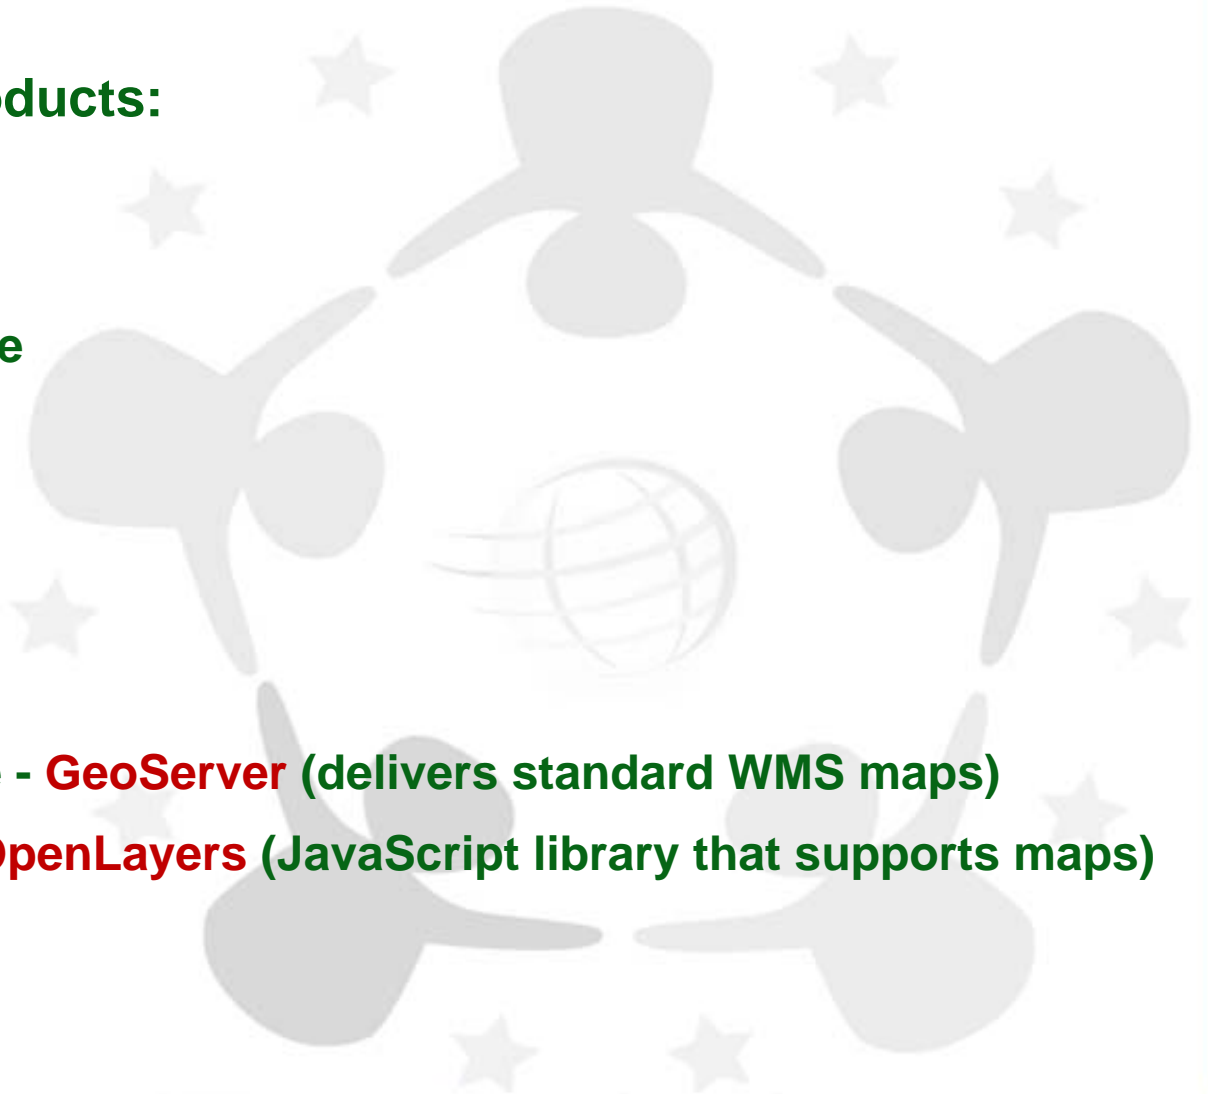 oducts:
e
e - GeoServer (delivers standard WMS maps)
OpenLayers (JavaScript library that supports maps)